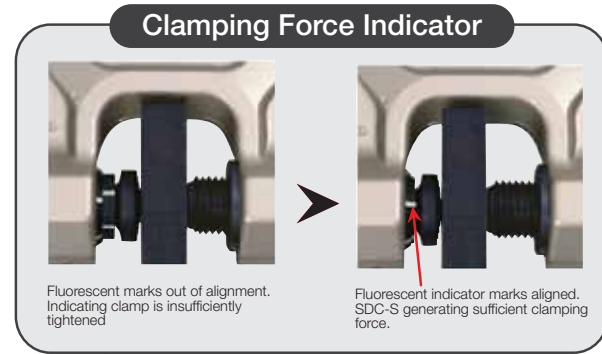 Clamping Force Indicator
Fluorescent marks out of alignment.
Indicating clamp is insufficiently
tightened
Fluorescent indicator marks aligned.
SDC-S generating sufficient clamping
force.